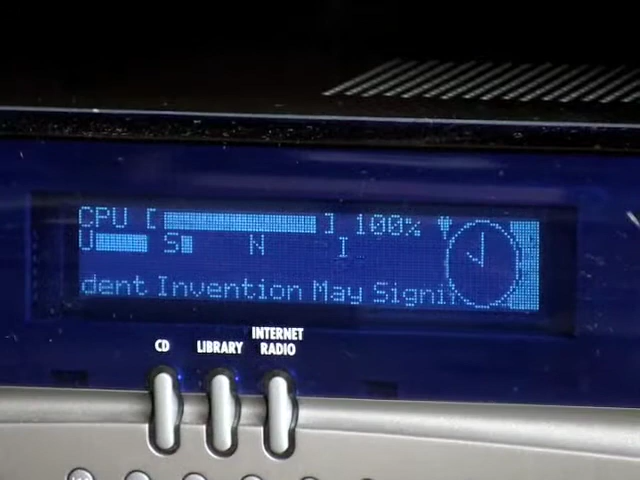 CPU [ ] 100%
U S N I
dent Invention May Signi
CD LIBRARY INTERNET RADIO